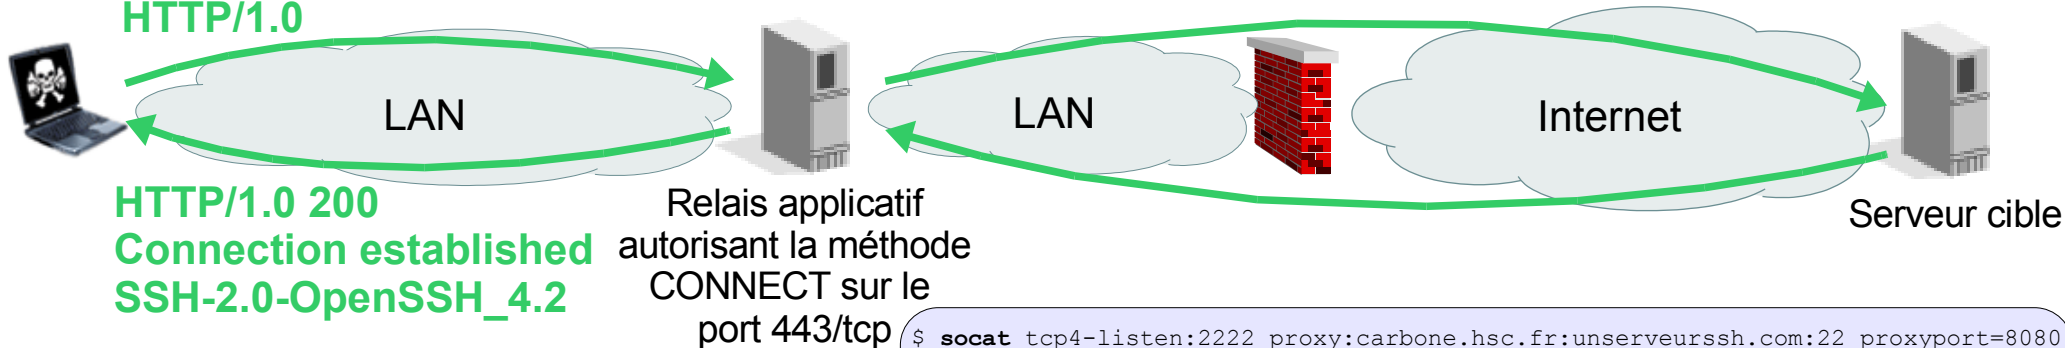 HTTP/1.0
LAN
LAN
Internet
HTTP/1.0 200
Connection established
SSH-2.0-OpenSSH_4.2
Relais applicatif
autorisant la méthode
CONNECT sur le
port 443/tcp
Serveur cible
$ socat tcp4-listen:2222 proxy:carbone.hsc.fr:unserveurssh.com:22 proxyport=8080